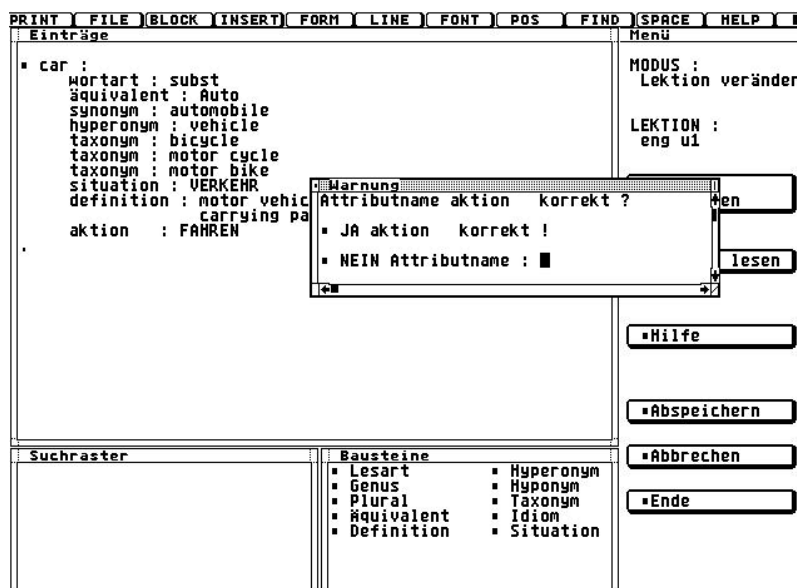 PRINT FILE BLOCK INSERT FORM LINE FONT POS FIND SPACE HELP
Einträge
car :
wortart : subst
äquivalent : Auto
synonym : automobile
hyperonym : vehicle
taxonym : bicycle
taxonym : motor cycle
taxonym : motor bike
situation : VERKEHR
definition : motor vehic
carrying pa
aktion : FAHREN
.
Warnung
Attributname aktion korrekt ?
JA aktion korrekt !
NEIN Attributname :
Menü
MODUS :
Lektion veränder
LEKTION :
eng u1
en
lesen
Hilfe
Abspeichern
Abbrechen
Ende
Suchraster
Bausteine
Lesart Hyperonym
Genus Hyponym
Plural Taxonym
Äquivalent Idiom
Definition Situation